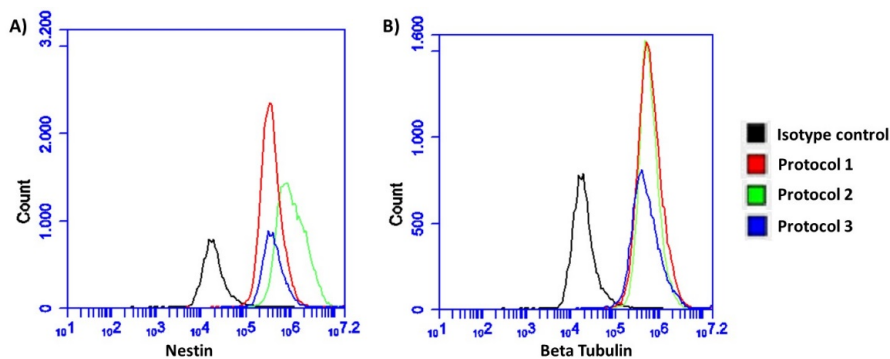 A)
3.200
2.000
1.000
0
Count
10^1 10^2 10^3 10^4 10^5 10^6 10^7.2
Nestin
B)
1.600
1.000
500
0
Count
10^1 10^2 10^3 10^4 10^5 10^6 10^7.2
Beta Tubulin
Isotype control
Protocol 1
Protocol 2
Protocol 3